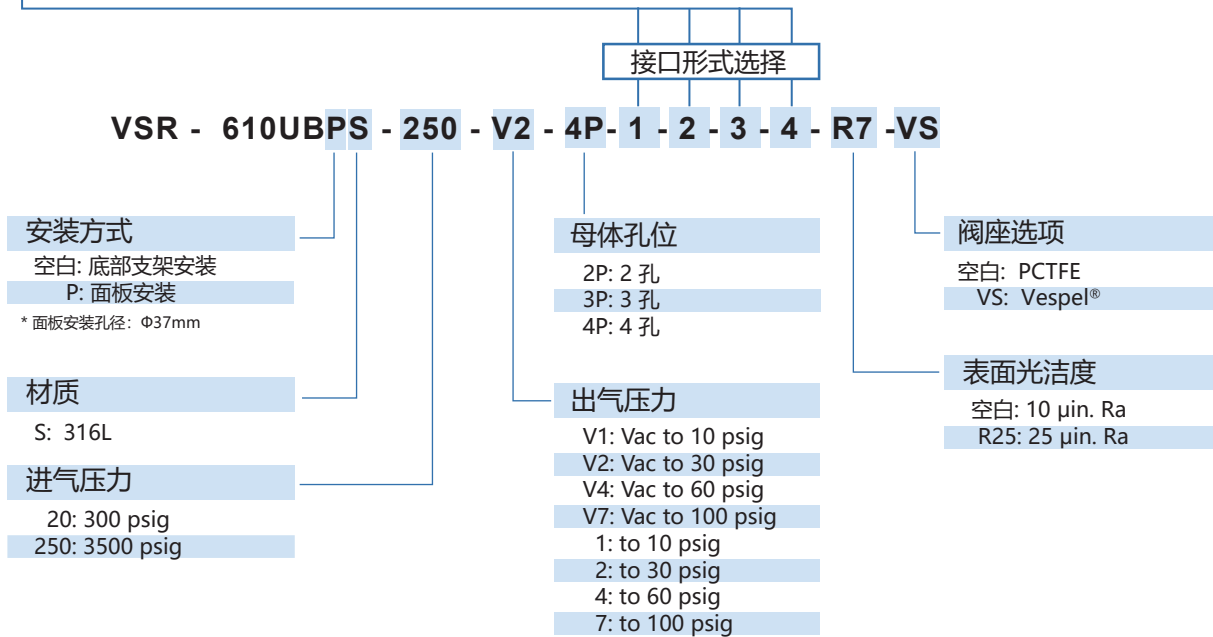 接口形式选择
VSR - 610UBPS - 250 - V2 - 4P- 1 - 2 - 3 - 4 - R7 -VS
安装方式
空白: 底部支架安装
P: 面板安装
* 面板安装孔径：Φ37mm
材质
S: 316L
进气压力
20: 300 psig
250: 3500 psig
母体孔位
2P: 2 孔
3P: 3 孔
4P: 4 孔
出气压力
V1: Vac to 10 psig
V2: Vac to 30 psig
V4: Vac to 60 psig
V7: Vac to 100 psig
1: to 10 psig
2: to 30 psig
4: to 60 psig
7: to 100 psig
阀座选项
空白: PCTFE
VS: Vespel®
表面光洁度
空白: 10 µin. Ra
R25: 25 µin. Ra